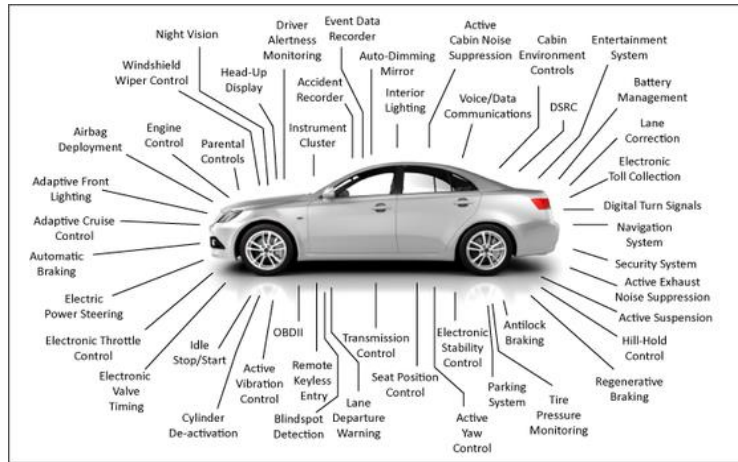 Night Vision
Windshield
Wiper Control
Head-Up
Display
Driver
Alertness
Monitoring
Event Data
Recorder
Accident
Recorder
Auto-Dimming
Mirror
Interior
Lighting
Active
Cabin Noise
Suppression
Voice/Data
Communications
Cabin
Environment
Controls
DSRC
Entertainment
System
Battery
Management
Lane
Correction
Electronic
Toll Collection
Digital Turn Signals
Navigation
System
Security System
Active Exhaust
Noise Suppression
Active Suspension
Hill-Hold
Control
Regenerative
Braking
Airbag
Deployment
Engine
Control
Parental
Controls
Instrument
Cluster
Adaptive Front
Lighting
Adaptive Cruise
Control
Automatic
Braking
Electric
Power Steering
Electronic Throttle
Control
Electronic
Valve
Timing
Idle
Stop/Start
Cylinder
De-activation
Active
Vibration
Control
OBDII
Remote
Keyless
Entry
Blindspot
Detection
Lane
Departure
Warning
Transmission
Control
Seat Position
Control
Electronic
Stability
Control
Active
Yaw
Control
Parking
System
Antilock
Braking
Tire
Pressure
Monitoring